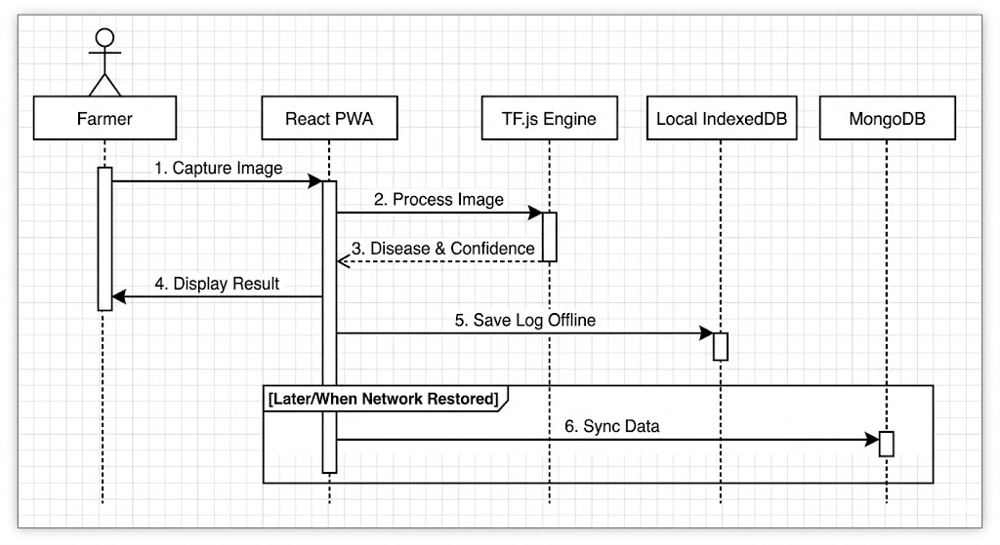 Farmer
React PWA
TF.js Engine
Local IndexedDB
MongoDB
1. Capture Image
2. Process Image
3. Disease & Confidence
4. Display Result
5. Save Log Offline
[Later/When Network Restored]
6. Sync Data